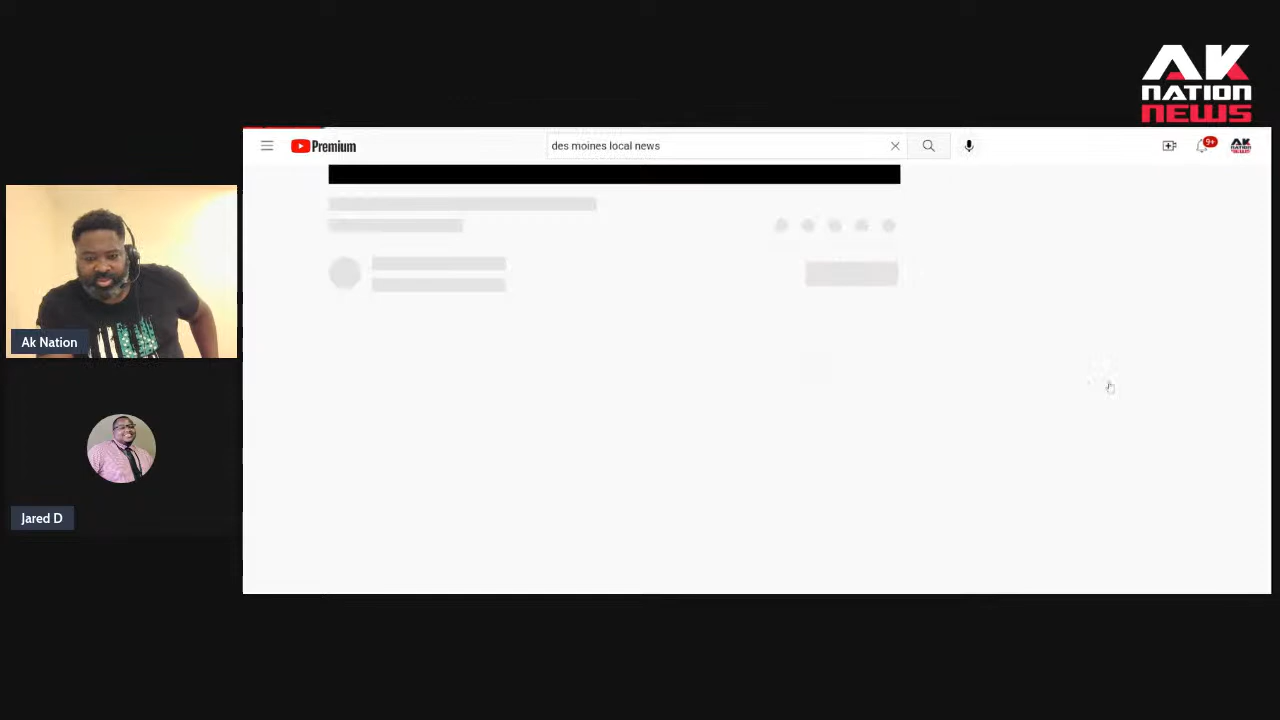 AK
NATION
NEWS
Premium
des moines local news
9+
Ak Nation
Jared D